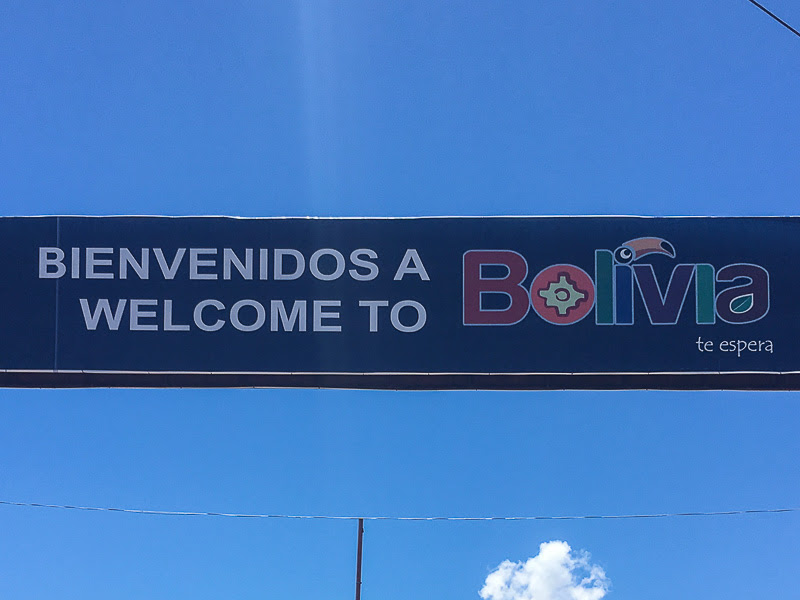 BIENVENIDOS A
WELCOME TO
Bolivia
te espera